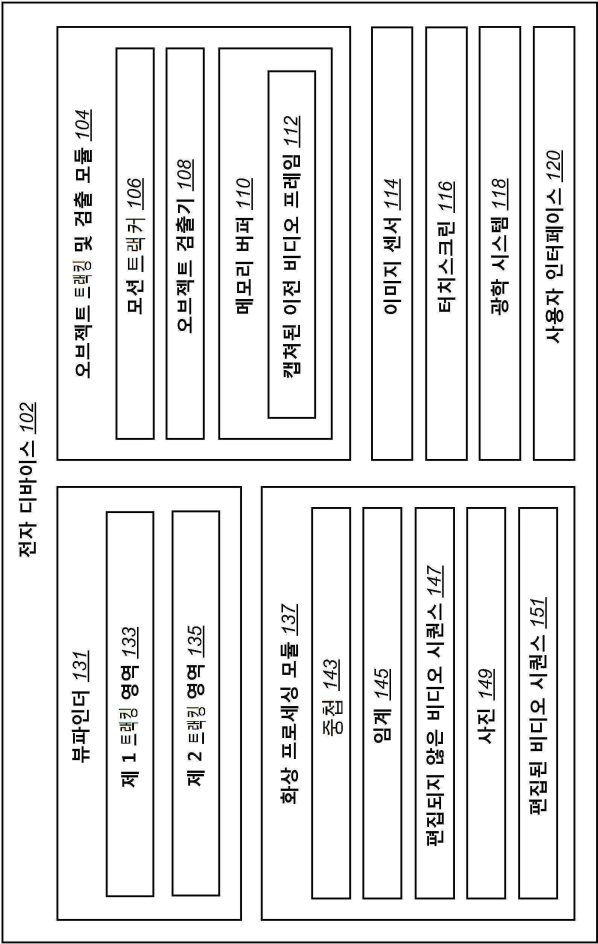 전자 디바이스 102
뷰파인더 131
제 1 트래킹 영역 133
제 2 트래킹 영역 135
오브젝트 트래킹 및 검출 모듈 104
모션 트래커 106
오브젝트 검출기 108
메모리 버퍼 110
캡쳐된 이전 비디오 프레임 112
화상 프로세싱 모듈 137
중첩 143
임계 145
편집되지 않은 비디오 시퀀스 147
사진 149
편집된 비디오 시퀀스 151
이미지 센서 114
터치스크린 116
광학 시스템 118
사용자 인터페이스 120